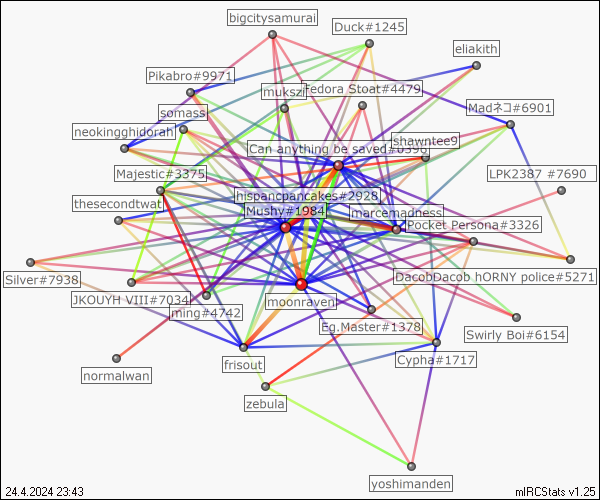 bigcitysamurai
Duck#1245
eliakith
Pikabro#9971
mukszi
Fedora Stoat#4479
Madネコ#6901
somass
neokingghidorah
shawntee9
Can anything be saved#0396
Majestic#3375
LPK2387 #7690
hispancpancakes#2928
thesecondtwat
Mushy#1984
marcemadness
Pocket Persona#3326
Silver#7938
DacobDacob hORNY police#5271
JKOUYH VIII#7034
moonraven
ming#4742
Eg.Master#1378
Swirly Boi#6154
frisout
Cypha#1717
normalwan
zebula
yoshimanden
24.4.2024 23:43
mIRCStats v1.25